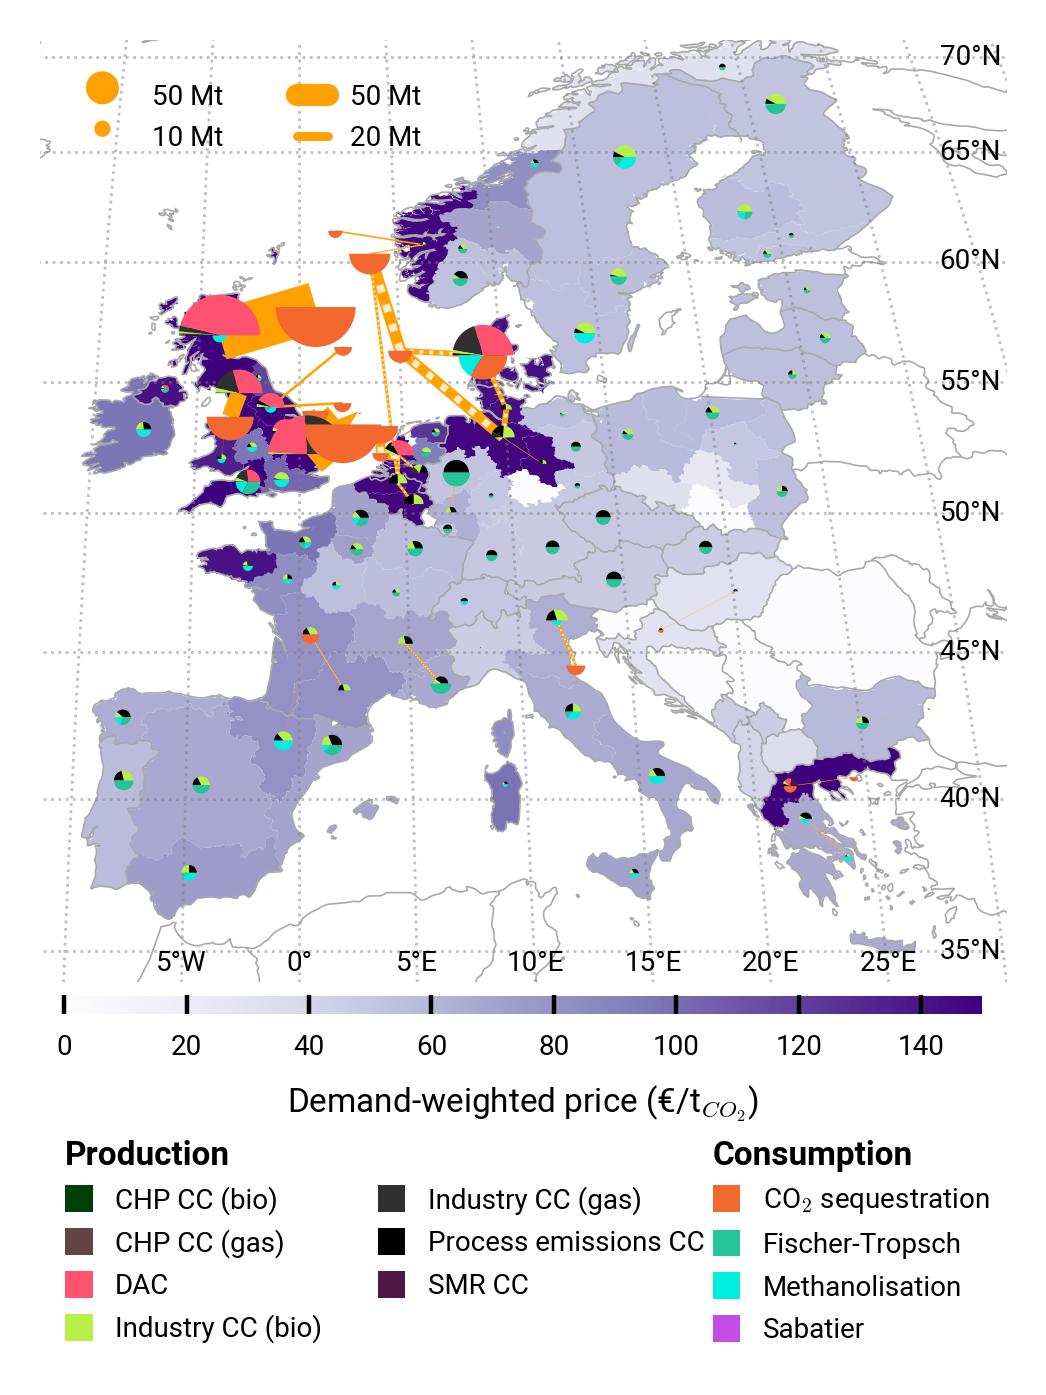 70°N
50 Mt 50 Mt
10 Mt 20 Mt
65°N
60°N
55°N
50°N
45°N
40°N
35°N
5°W 0° 5°E 10°E 15°E 20°E 25°E
0 20 40 60 80 100 120 140
Demand-weighted price (€/t_{CO_2})
Production
CHP CC (bio)
CHP CC (gas)
DAC
Industry CC (bio)
Industry CC (gas)
Process emissions CC
SMR CC
Consumption
CO₂ sequestration
Fischer-Tropsch
Methanolisation
Sabatier